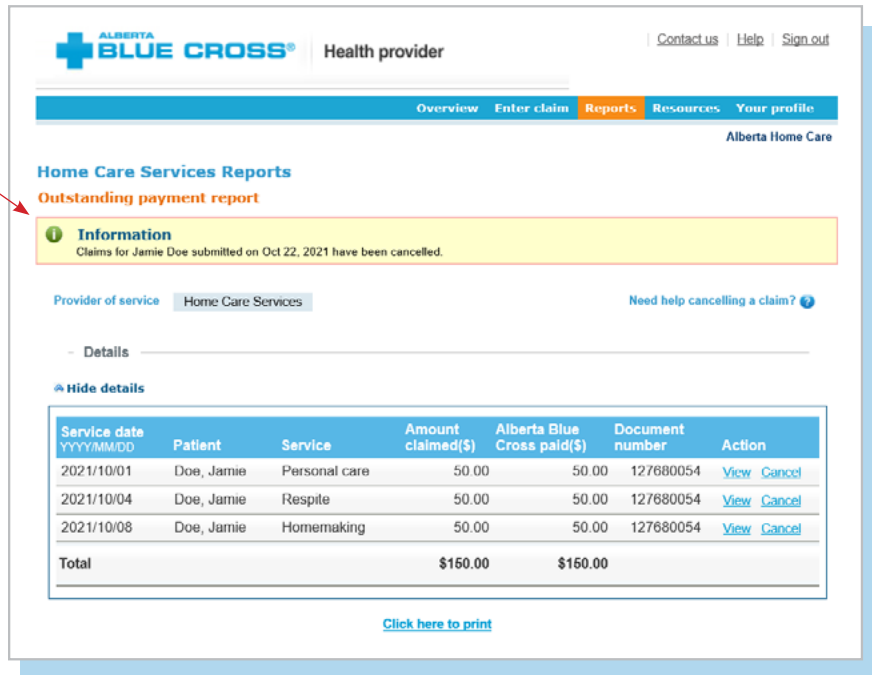 ALBERTA
BLUE CROSS® Health provider
Contact us Help Sign out
Overview Enter claim Reports Resources Your profile
Alberta Home Care
Home Care Services Reports
Outstanding payment report
Information
Claims for Jamie Doe submitted on Oct 22, 2021 have been cancelled.
Provider of service Home Care Services Need help cancelling a claim? ?
Details
Hide details
Service date YYYY/MM/DD Patient Service Amount claimed($) Alberta Blue Cross paid($) Document number Action
2021/10/01 Doe, Jamie Personal care 50.00 50.00 127680054 View Cancel
2021/10/04 Doe, Jamie Respite 50.00 50.00 127680054 View Cancel
2021/10/08 Doe, Jamie Homemaking 50.00 50.00 127680054 View Cancel
Total $150.00 $150.00
Click here to print